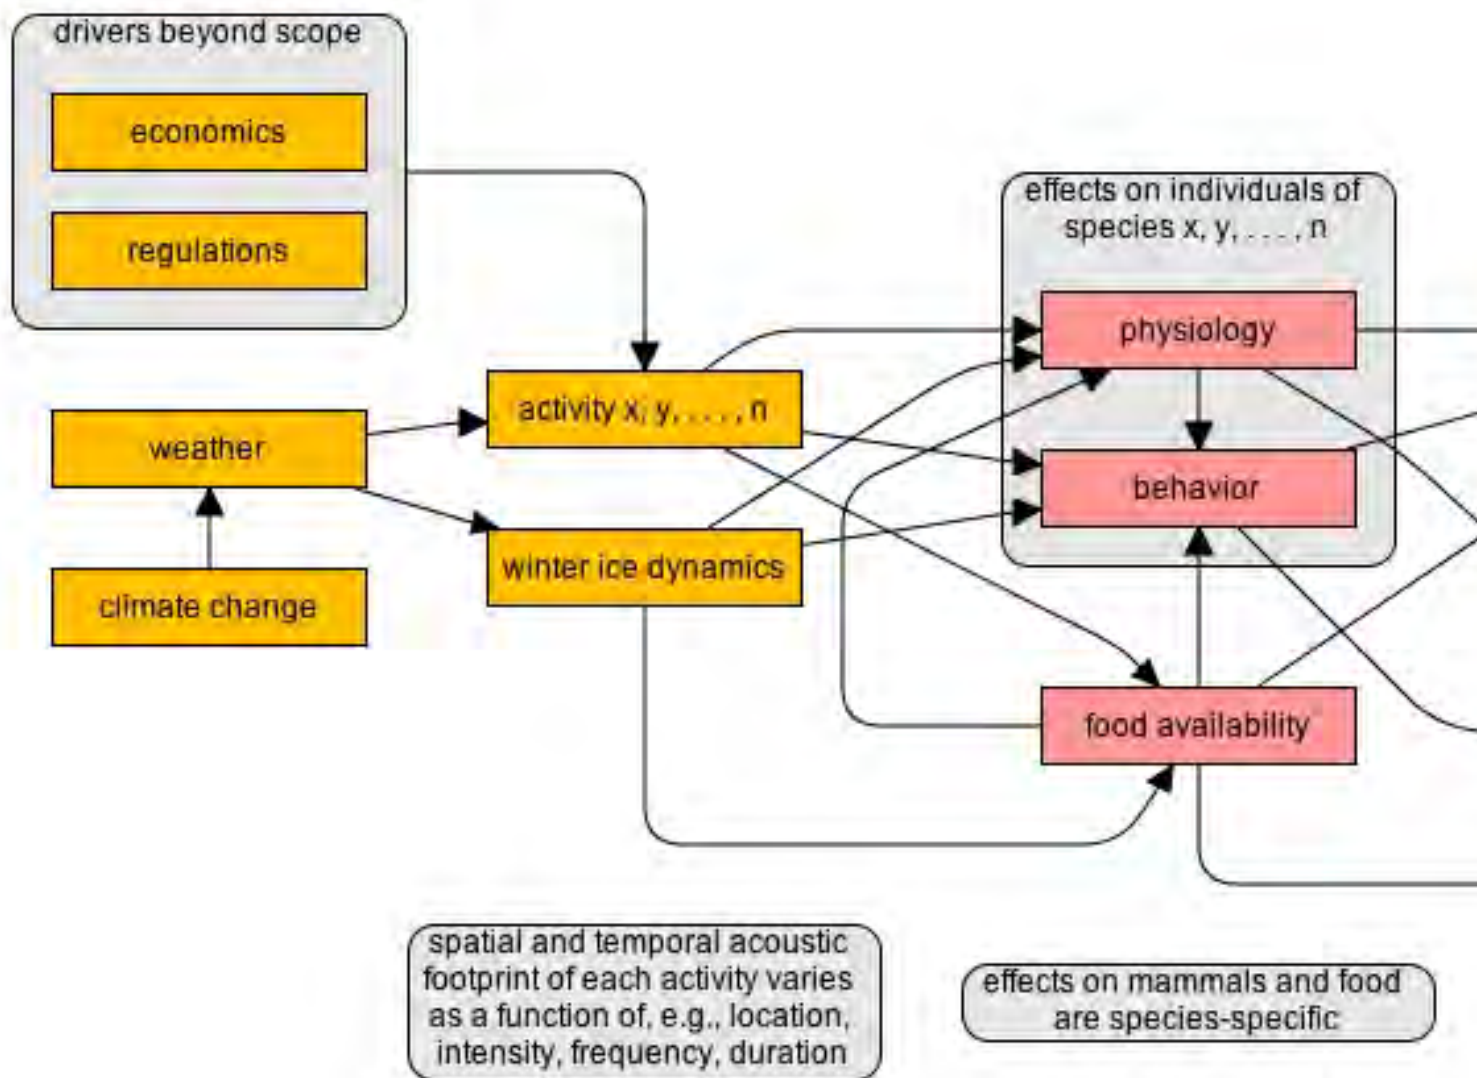 drivers beyond scope
economics
regulations
effects on individuals of
species x, y, . . . . , n
physiology
activity x, y, . . . . , n
weather
behavior
winter ice dynamics
climate change
food availability
spatial and temporal acoustic
footprint of each activity varies
as a function of, e.g., location,
intensity, frequency, duration
effects on mammals and food
are species-specific